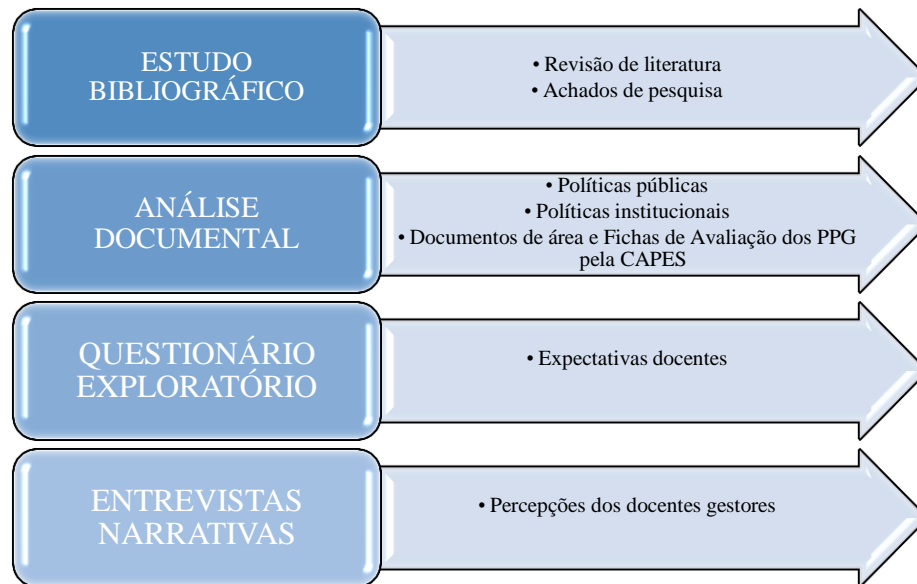 ESTUDO
BIBLIOGRÁFICO
• Revisão de literatura
• Achados de pesquisa
ANÁLISE
DOCUMENTAL
• Políticas públicas
• Políticas institucionais
• Documentos de área e Fichas de Avaliação dos PPG
pela CAPES
QUESTIONÁRIO
EXPLORATÓRIO
• Expectativas docentes
ENTREVISTAS
NARRATIVAS
• Percepções dos docentes gestores